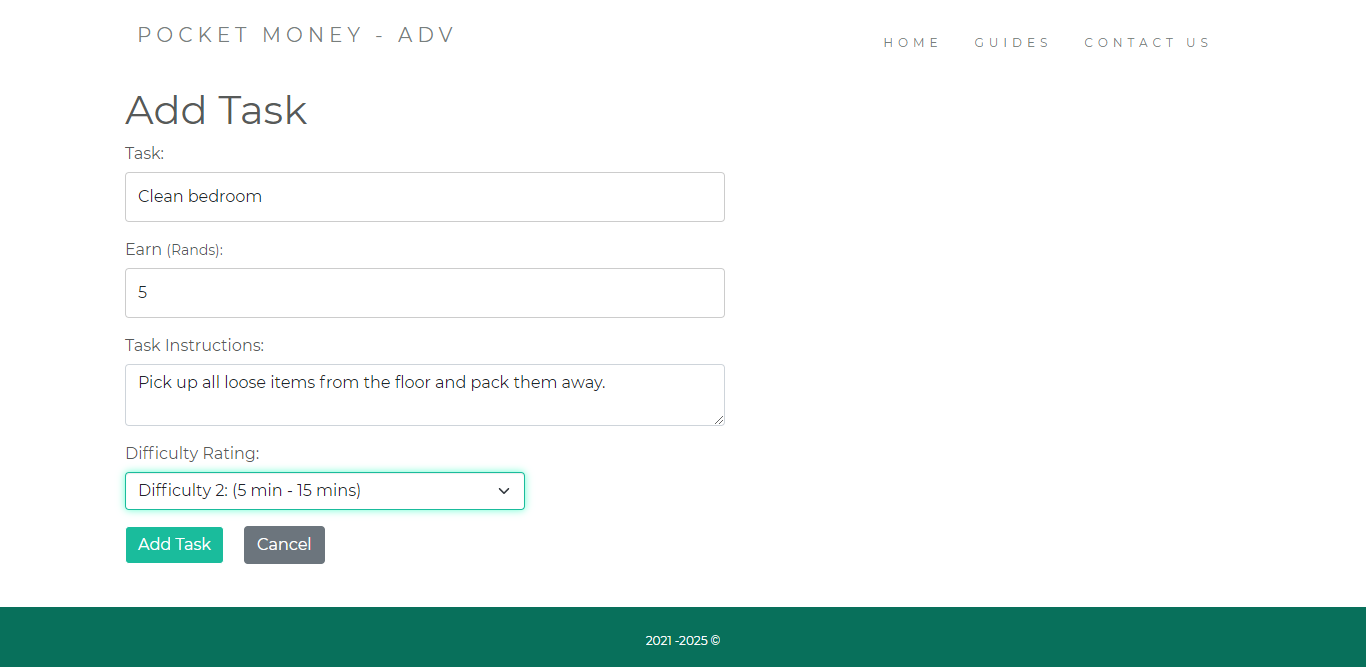 POCKET MONEY - ADV
HOME GUIDES CONTACT US
Add Task
Task:
Clean bedroom
Earn (Rands):
5
Task Instructions:
Pick up all loose items from the floor and pack them away.
Difficulty Rating:
Difficulty 2: (5 min - 15 mins)
Add Task Cancel
2021 -2025 ©